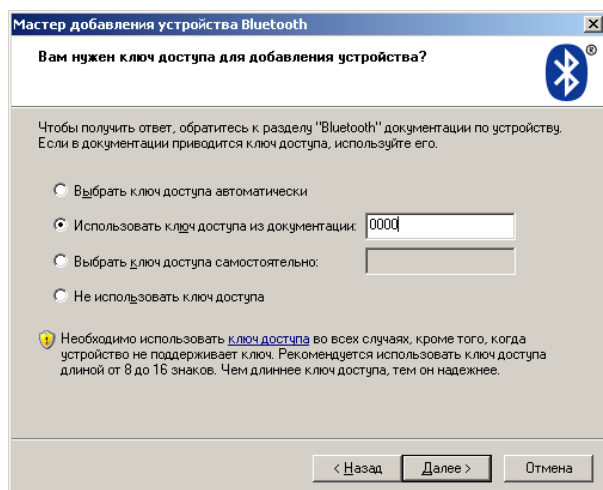 Мастер добавления устройства Bluetooth
Вам нужен ключ доступа для добавления устройства?
®
Чтобы получить ответ, обратитесь к разделу "Bluetooth" документации по устройству.
Если в документации приводится ключ доступа, используйте его.
Выбрать ключ доступа автоматически
Использовать ключ доступа из документации: 0000
Выбрать ключ доступа самостоятельно:
Не использовать ключ доступа
Необходимо использовать ключ доступа во всех случаях, кроме того, когда
устройство не поддерживает ключ. Рекомендуется использовать ключ доступа
длиной от 8 до 16 знаков. Чем длиннее ключ доступа, тем он надежнее.
< Назад Далее > Отмена